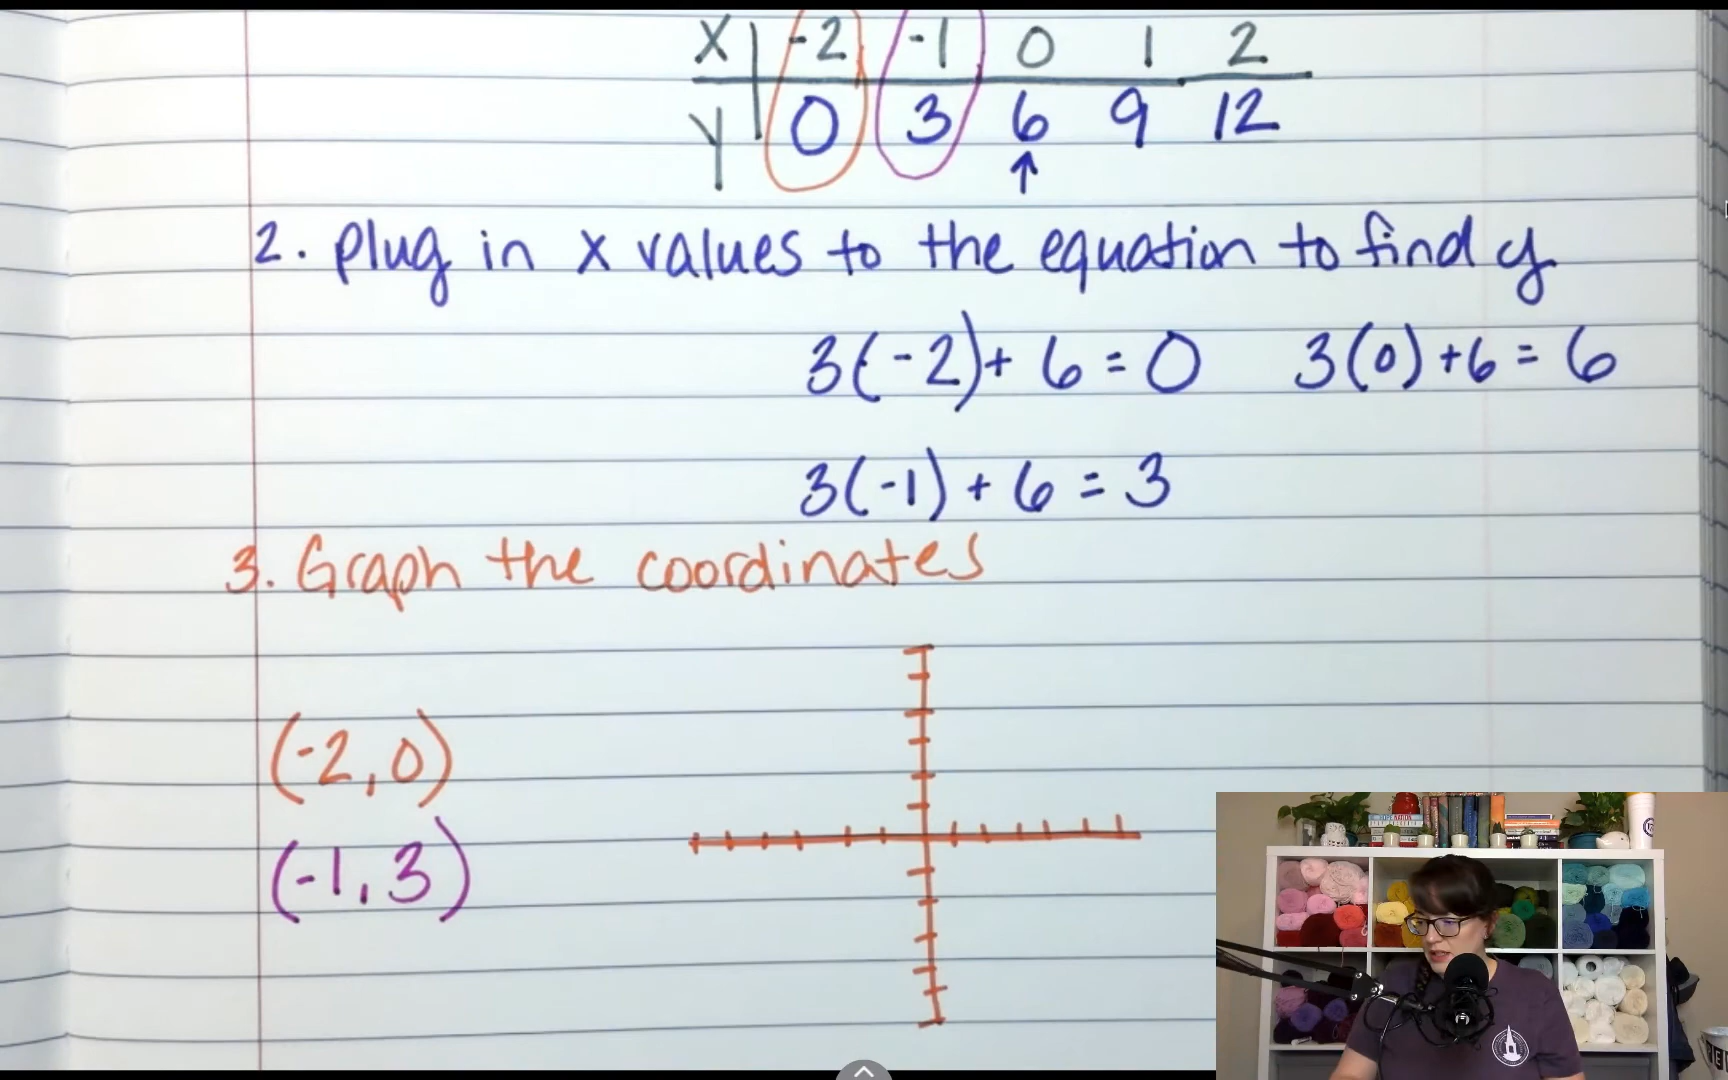 X -2 -1 0 1 2
Y 0 3 6 9 12
2. plug in x values to the equation to find y
3(-2)+ 6 = 0 3(0)+6= 6
3(-1) + 6 = 3
3. Graph the coordinates
(-2,0)
(-1,3)